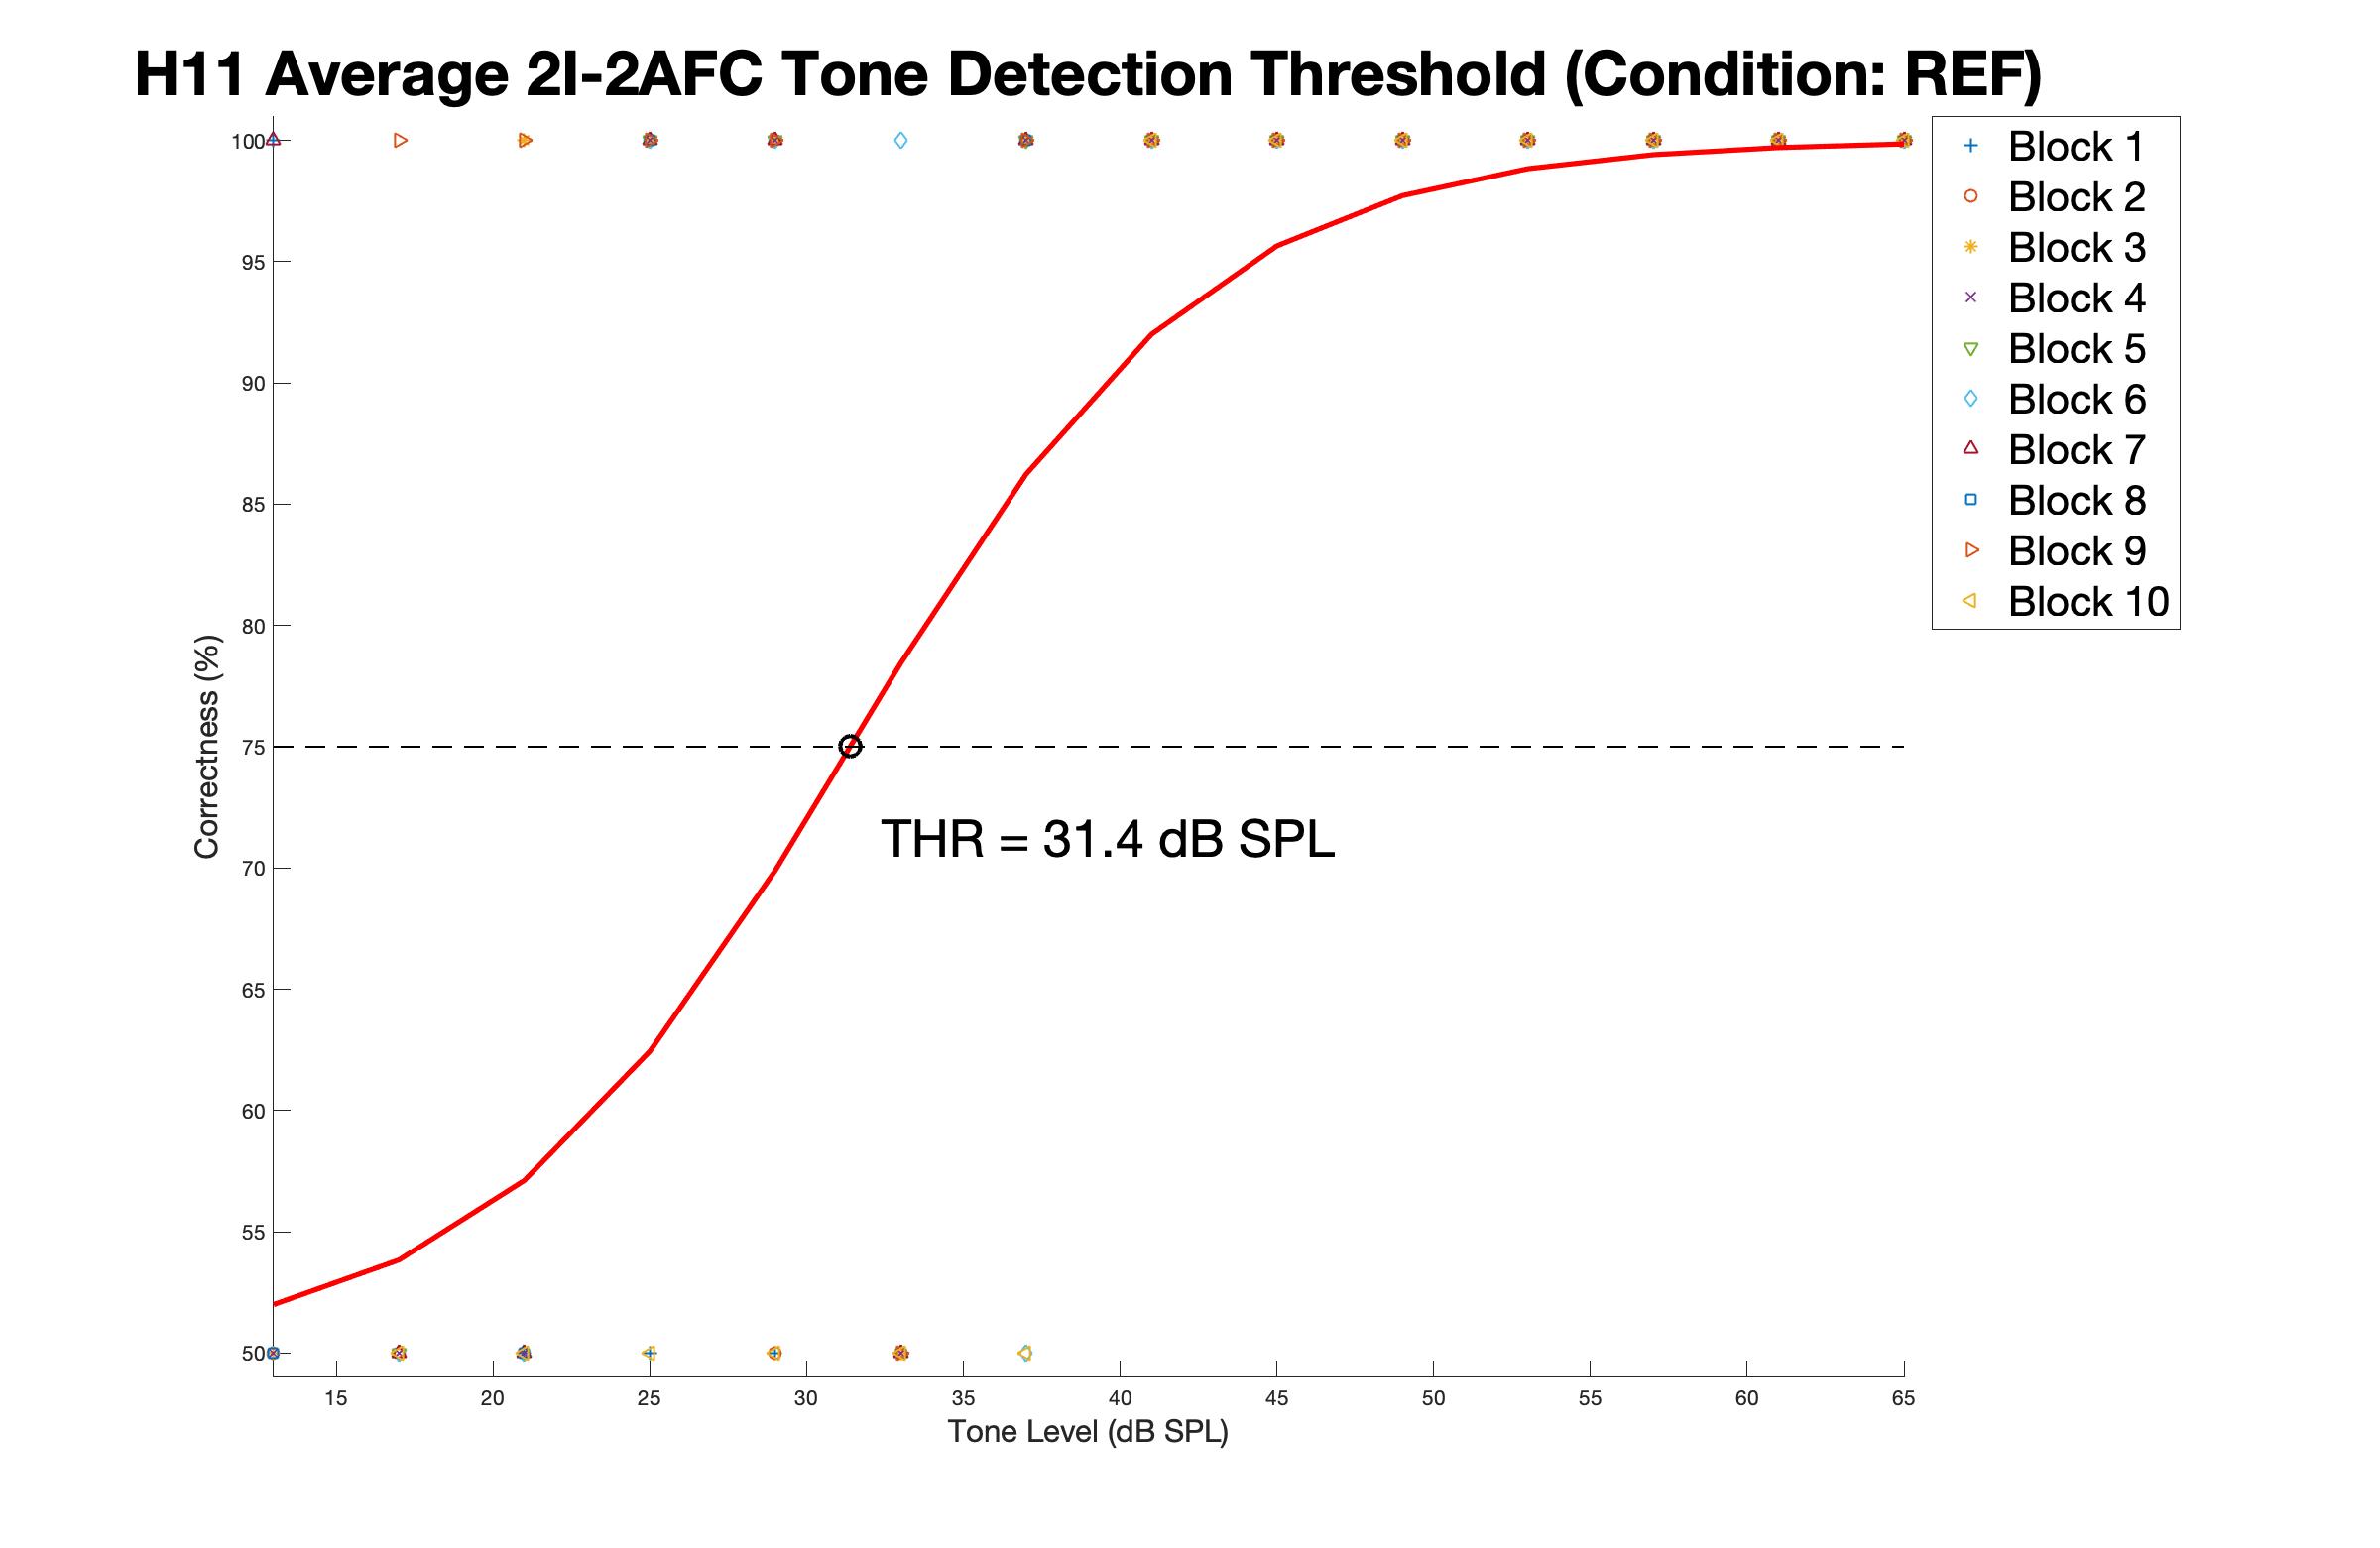 H11 Average 2I-2AFC Tone Detection Threshold (Condition: REF)
100
95
90
85
80
75
70
65
60
55
50
Correctness (%)
THR = 31.4 dB SPL
15 20 25 30 35 40 45 50 55 60 65
Tone Level (dB SPL)
Block 1
Block 2
Block 3
Block 4
Block 5
Block 6
Block 7
Block 8
Block 9
Block 10